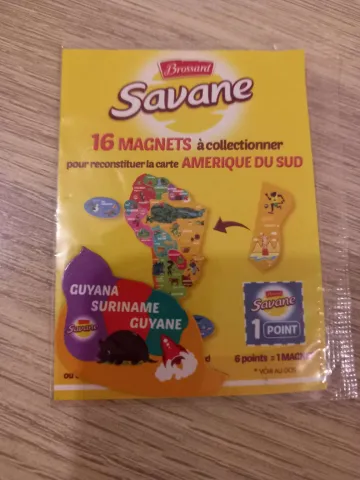 Brossard
Savane
16 MAGNETS à collectionner
pour reconstituer la carte AMERIQUE DU SUD
GUYANA
SURINAME
GUYANE
Savane
Brossard
Savane
1 POINT
6 points = 1 MAGNET
* VOIR AU DOS
ou